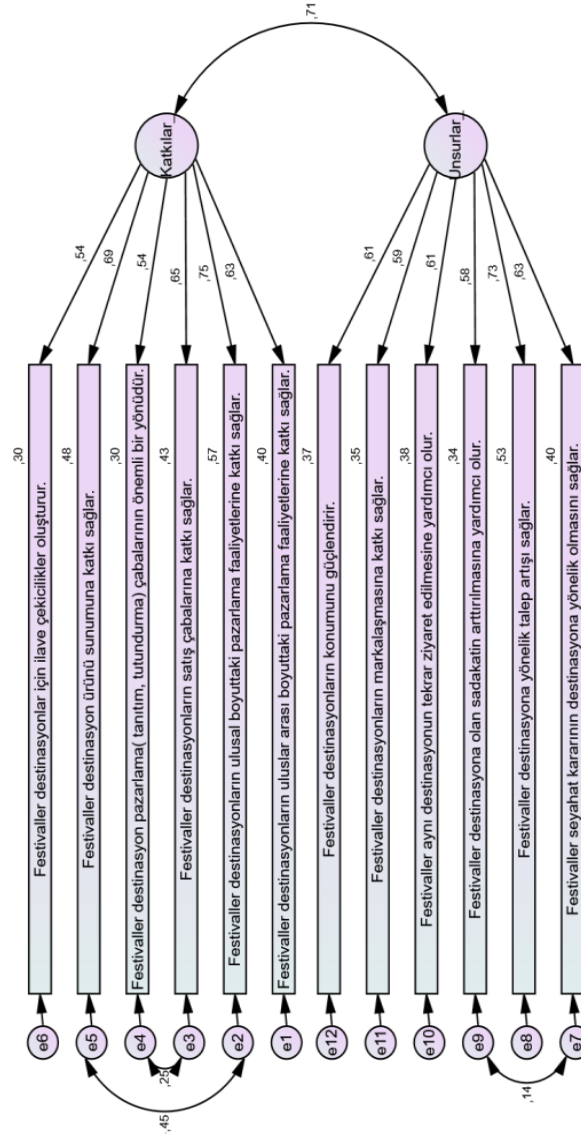 e6
Festivaller destinasyonlar için ilave çekicilikler oluşturur.
,30
,54
e5
Festivaller destinasyon ürünü sunumuna katkı sağlar.
,48
,69
e4
Festivaller destinasyon pazarlama( tanıtım, tutundurma) çabalarının önemli bir yönüdür.
,30
,54
e3
Festivaller destinasyonların satış çabalarına katkı sağlar.
,43
,65
e2
Festivaller destinasyonların ulusal boyuttaki pazarlama faaliyetlerine katkı sağlar.
,57
,75
e1
Festivaller destinasyonların uluslar arası boyuttaki pazarlama faaliyetlerine katkı sağlar.
,40
,63
Katkılar_
-,45
,25
,71
e12
Festivaller destinasyonların konumunu güçlendirir.
,37
,61
e11
Festivaller destinasyonların markalaşmasına katkı sağlar.
,35
,59
e10
Festivaller aynı destinasyonun tekrar ziyaret edilmesine yardımcı olur.
,38
,61
e9
Festivaller destinasyona olan sadakatin arttırılmasına yardımcı olur.
,34
,58
e8
Festivaller destinasyona yönelik talep artışı sağlar.
,53
,73
e7
Festivaller seyahat kararının destinasyona yönelik olmasını sağlar.
,40
,63
Unsurlar_
,14